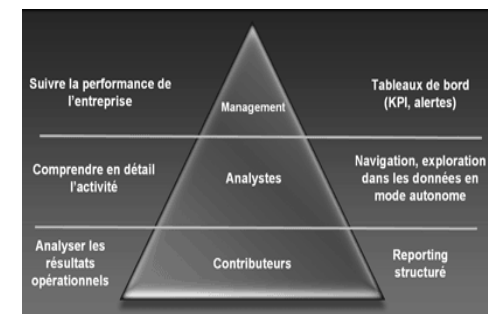 Suivre la performance de
l'entreprise
Management
Tableaux de bord
(KPI, alertes)
Comprendre en détail
l'activité
Analystes
Navigation, exploration
dans les données en
mode autonome
Analyser les
résultats
opérationnels
Contributeurs
Reporting
structuré